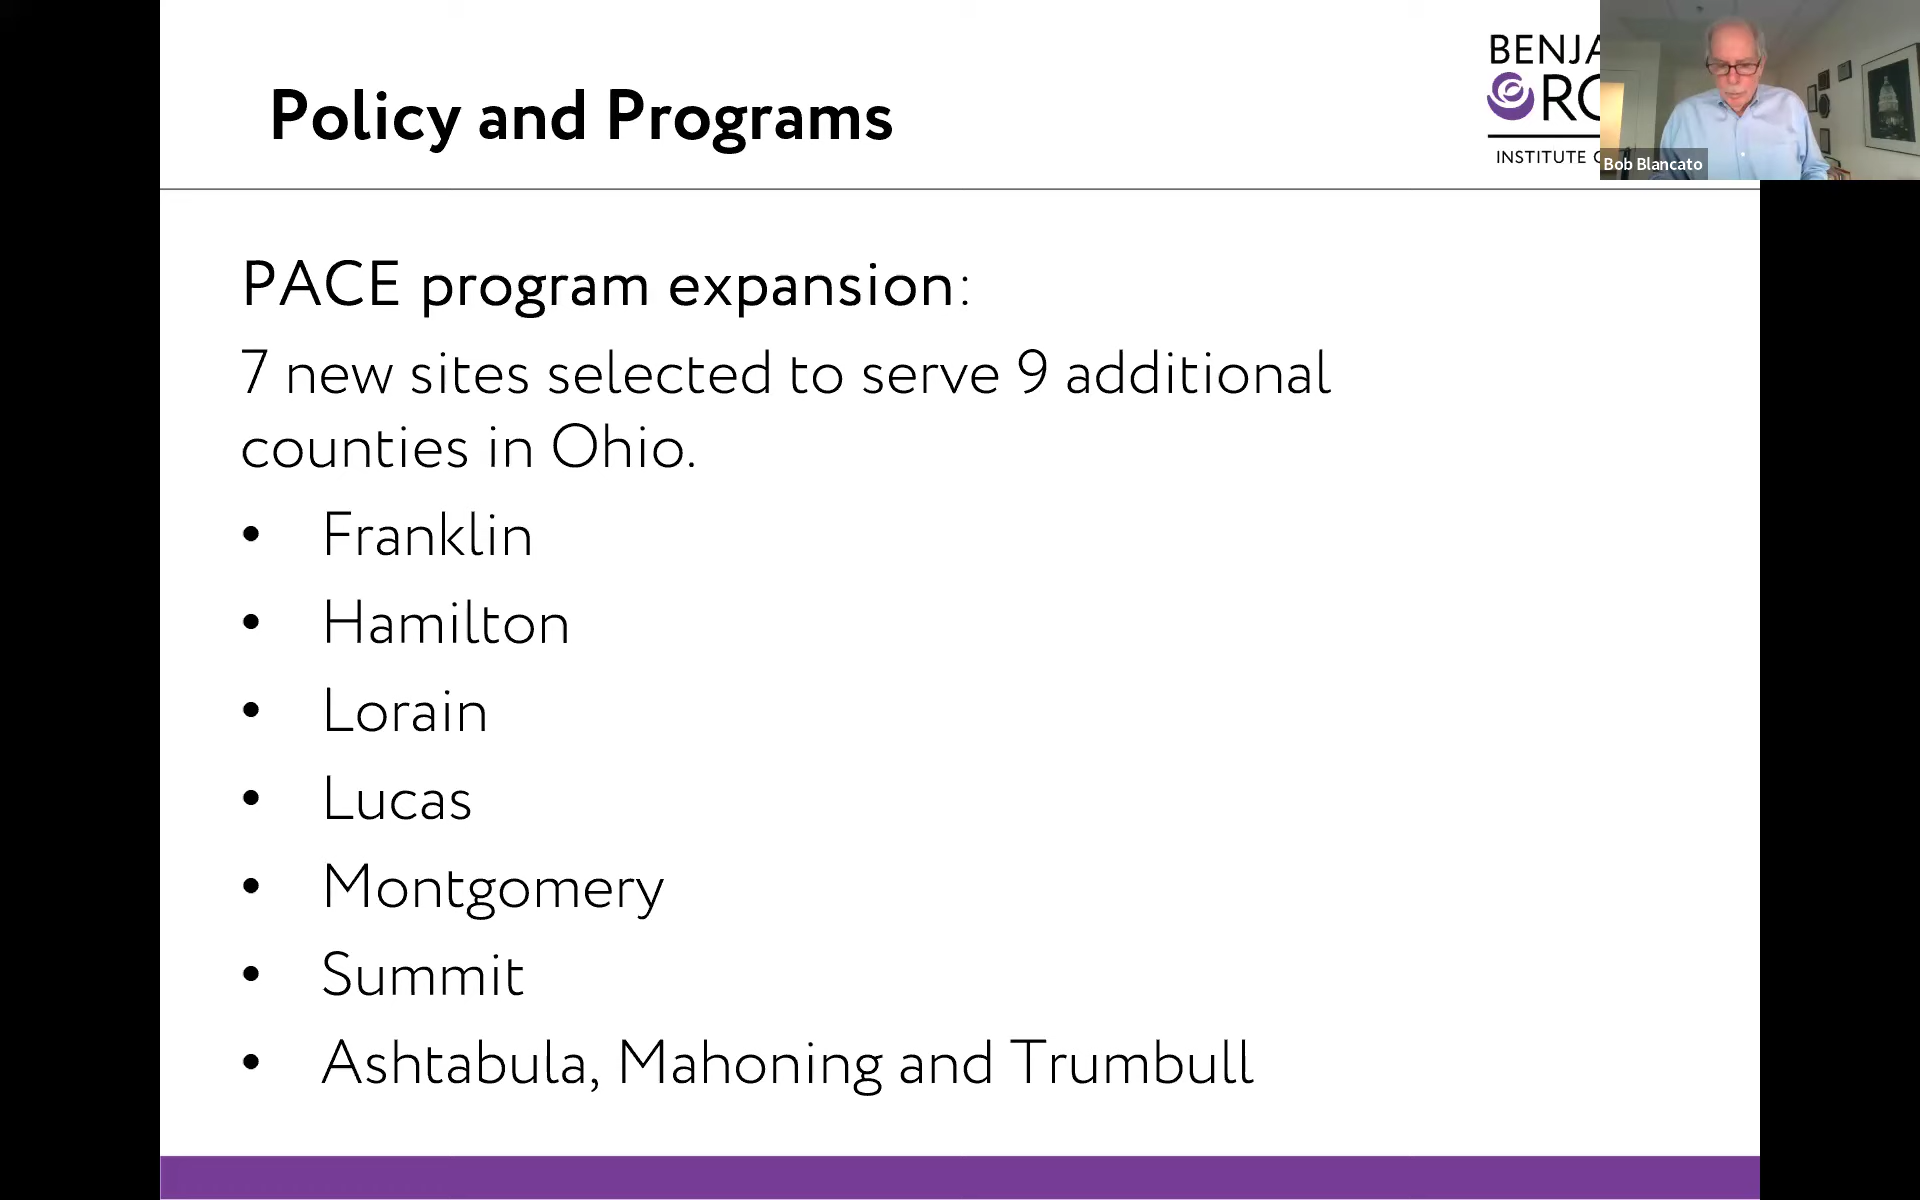 Policy and Programs
BENJA
RO
INSTITUTE O
Bob Blancato
PACE program expansion:
7 new sites selected to serve 9 additional
counties in Ohio.
• Franklin
• Hamilton
• Lorain
• Lucas
• Montgomery
• Summit
• Ashtabula, Mahoning and Trumbull